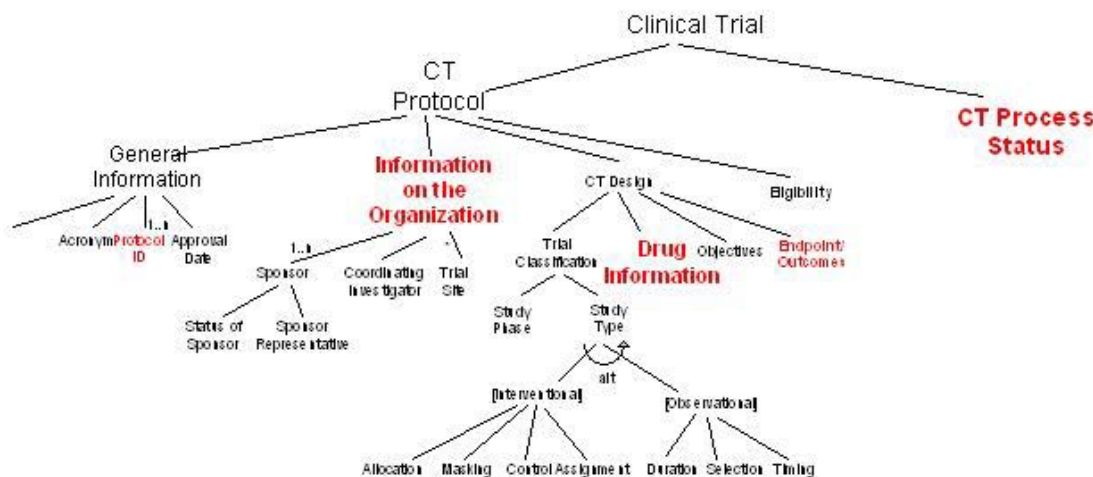 Clinical Trial
CT
Protocol
CT Process
Status
General
Information
Information
on the
Organization
CT Design
Eligibility
Acronym
Protocol
ID
1..n
Approval
Date
1..n
Sponsor
Coordinating
Investigator
*
Trial
Site
Trial
Classification
Drug
Information
Objectives
Endpoint/
Outcomes
Status of
Sponsor
Sponsor
Representative
Study
Phase
Study
Type
alt
[Interventional]
[Observational]
Allocation
Masking
Control
Assignment
Duration
Selection
Timing